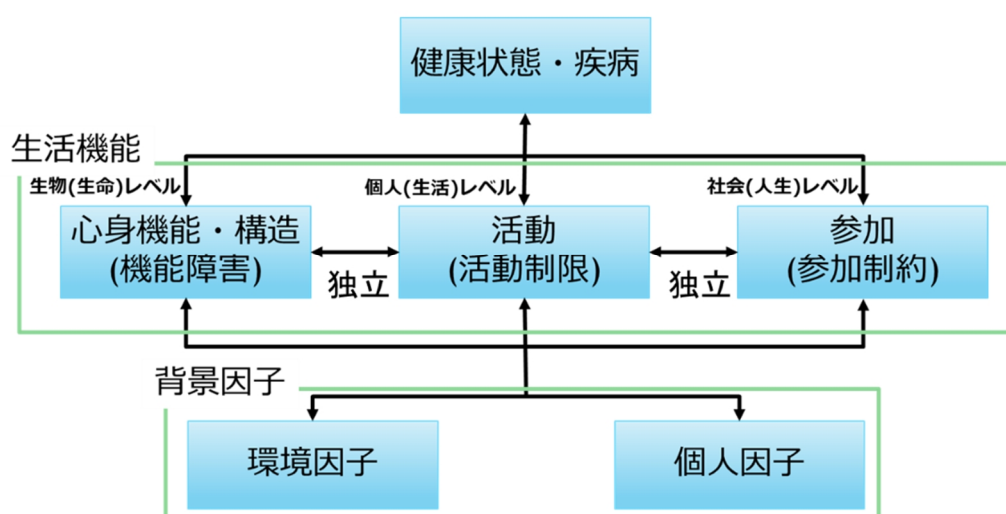 健康状態・疾病
生活機能
生物(生命)レベル
個人(生活)レベル
社会(人生)レベル
心身機能・構造
(機能障害)
活動
(活動制限)
参加
(参加制約)
独立
独立
背景因子
環境因子
個人因子